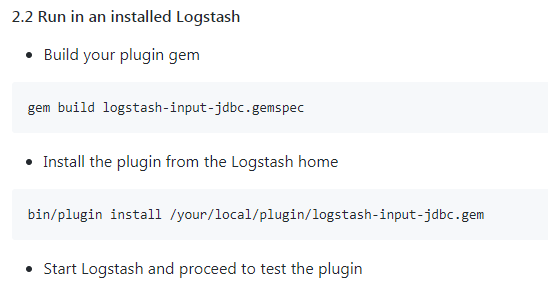 2.2 Run in an installed Logstash
• Build your plugin gem
gem build logstash-input-jdbc.gemspec
• Install the plugin from the Logstash home
bin/plugin install /your/local/plugin/logstash-input-jdbc.gem
• Start Logstash and proceed to test the plugin